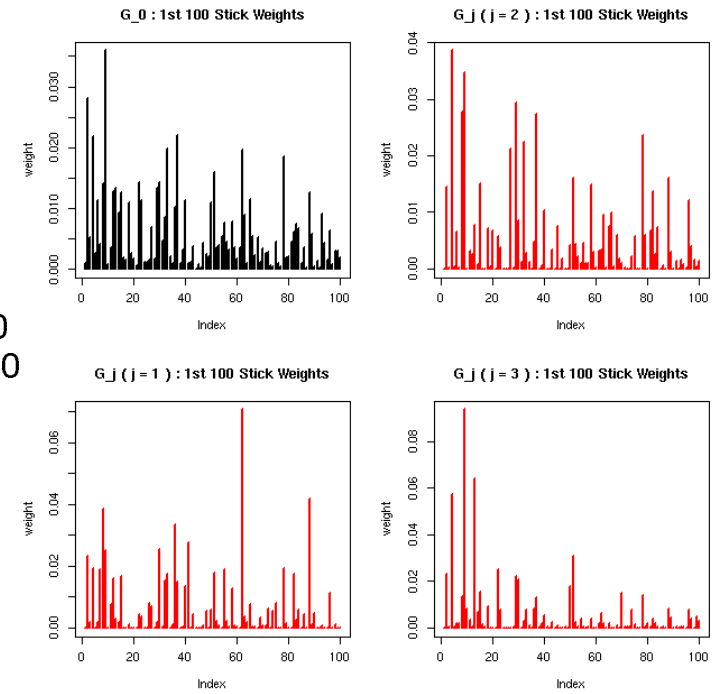 G_0 : 1st 100 Stick Weights
weight
0.000
0.010
0.020
0.030
0 20 40 60 80 100
Index
G_j ( j = 2 ) : 1st 100 Stick Weights
weight
0.00
0.01
0.02
0.03
0.04
0 20 40 60 80 100
Index
0
0
G_j ( j = 1 ) : 1st 100 Stick Weights
weight
0.00
0.02
0.04
0.06
0 20 40 60 80 100
Index
G_j ( j = 3 ) : 1st 100 Stick Weights
weight
0.00
0.02
0.04
0.06
0.08
0 20 40 60 80 100
Index